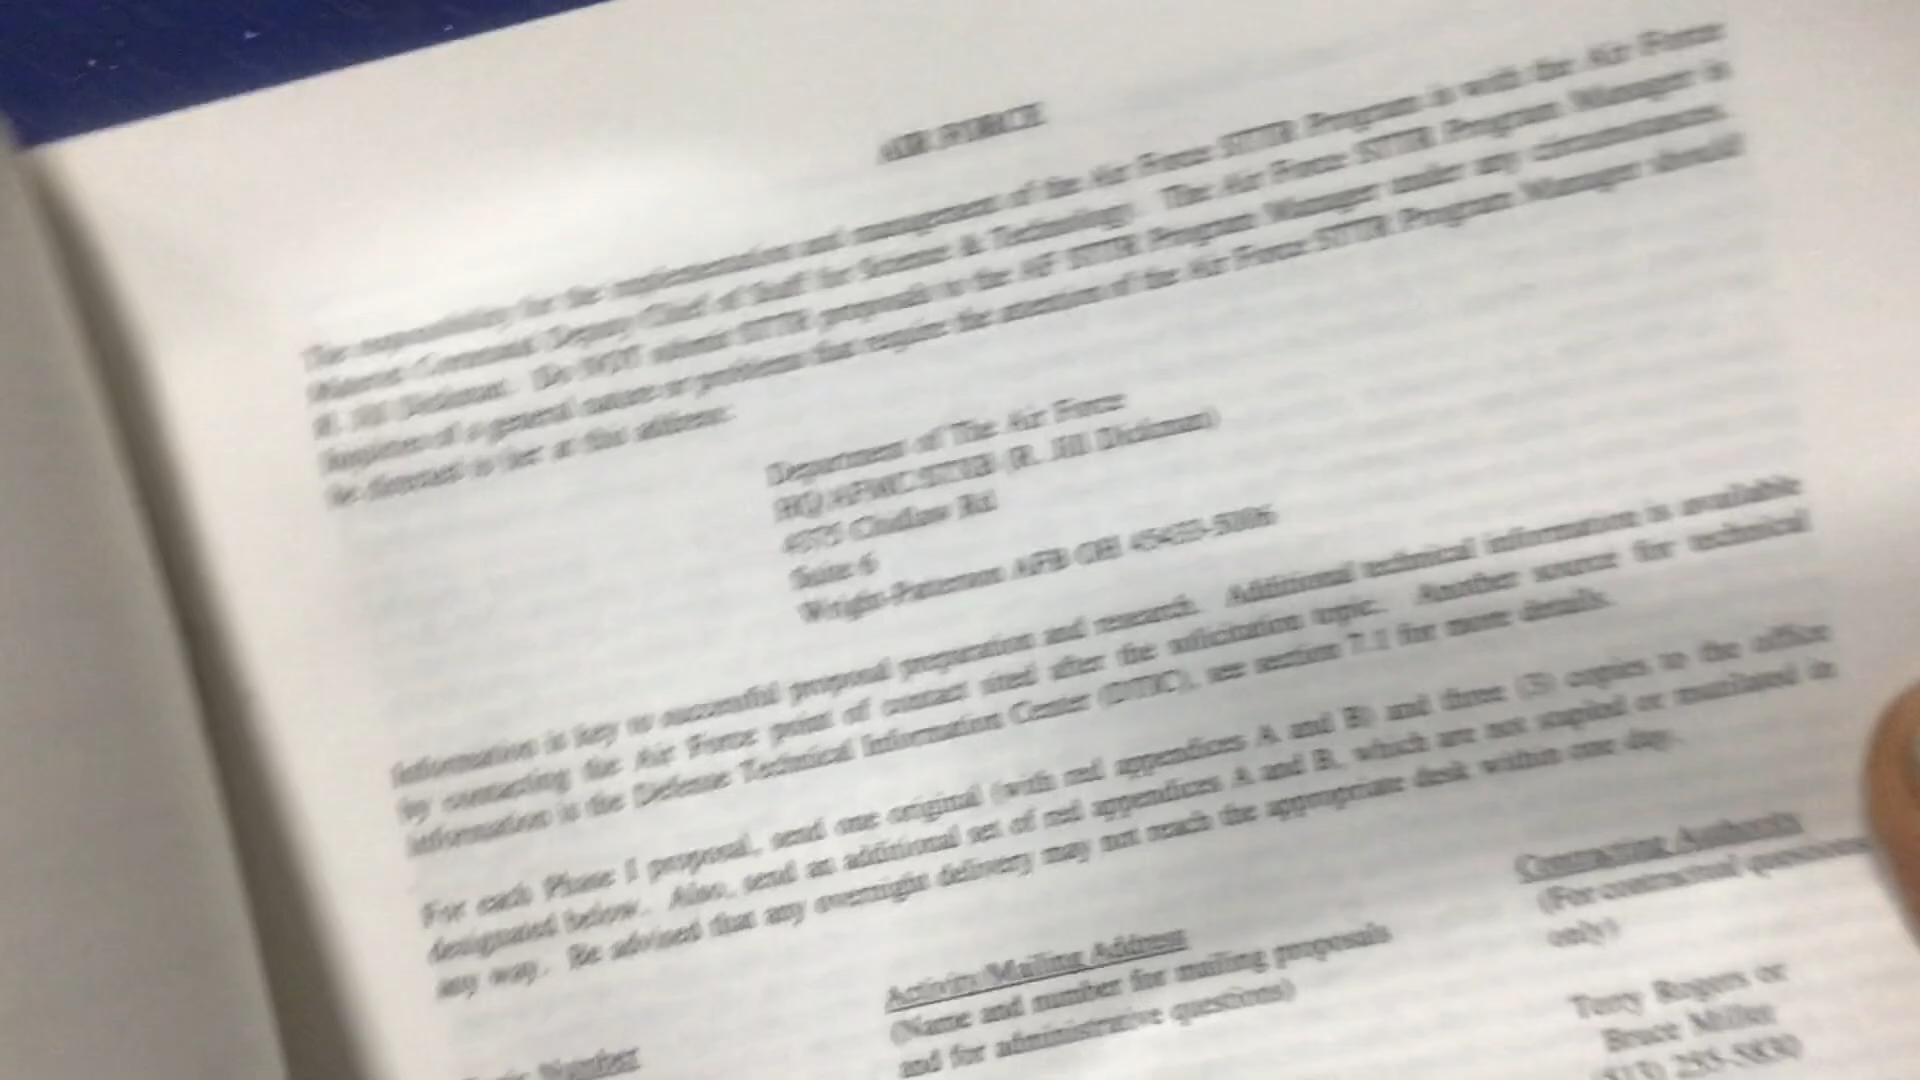 AIR FORCE
The responsibility for the implementation and management of the Air Force STTR Program is with the Air Force
Materiel Command Deputy Chief of Staff for Science & Technology. The Air Force STTR Program Manager is
R. Jill Dickman. Do NOT submit STTR proposals to the AF STTR Program Manager under any circumstances.
Inquiries of a general nature or problems that require the attention of the Air Force STTR Program Manager should
be directed to her at this address:
Department of The Air Force
HQ AFMC/STXB (R. Jill Dickman)
4375 Chidlaw Rd.
Suite 6
Wright-Patterson AFB OH 45433-5006
Information is key to successful proposal preparation and research. Additional technical information is available
by contacting the Air Force point of contact cited after the solicitation topic. Another source for technical
information is the Defense Technical Information Center (DTIC), see section 7.1 for more details.
For each Phase I proposal, send one original (with red appendices A and B) and three (3) copies to the office
designated below. Also, send an additional set of red appendices A and B, which are not stapled or mutilated in
any way. Be advised that any overnight delivery may not reach the appropriate desk within one day.
Activity/Mailing Address
(Name and number for mailing proposals
and for administrative questions)
Contracting Authority
(For contractual questions
only)
Number
Terry Rogers or
Bruce Miller
(513) 255-5830